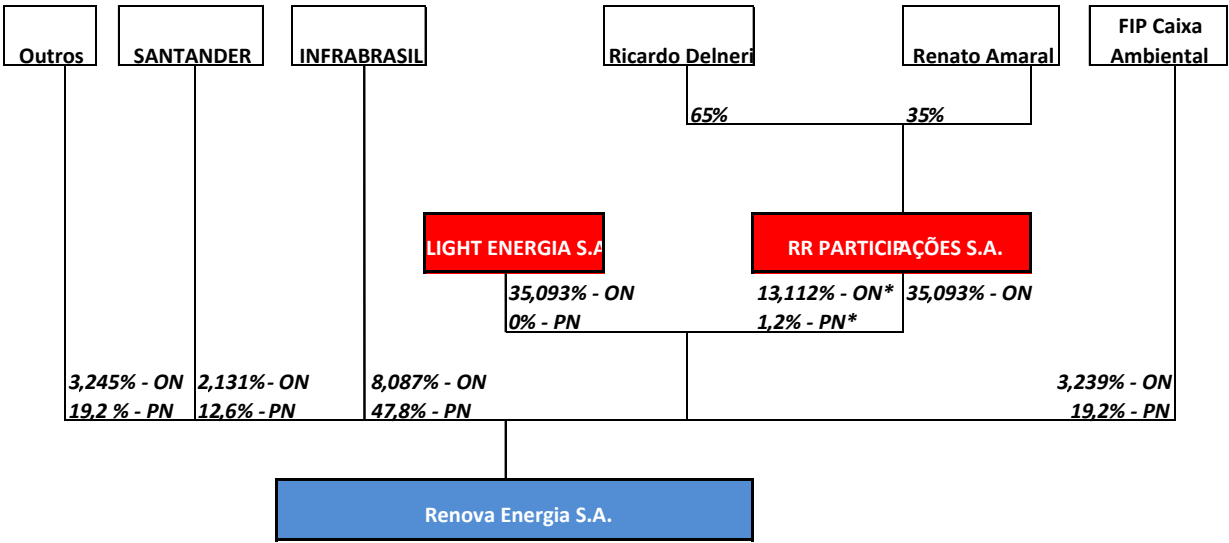 FIP Caixa
Outros SANTANDER INFRABRASIL Ricardo Delneri Renato Amaral Ambiental
65% 35%
LIGHT ENERGIA S.A RR PARTICIPAÇÕES S.A.
35,093% - ON 13,112% - ON* 35,093% - ON
0% - PN 1,2% - PN*
3,245% - ON 2,131%- ON 8,087% - ON 3,239% - ON
19,2 % - PN 12,6% - PN 47,8% - PN 19,2% - PN
Renova Energia S.A.